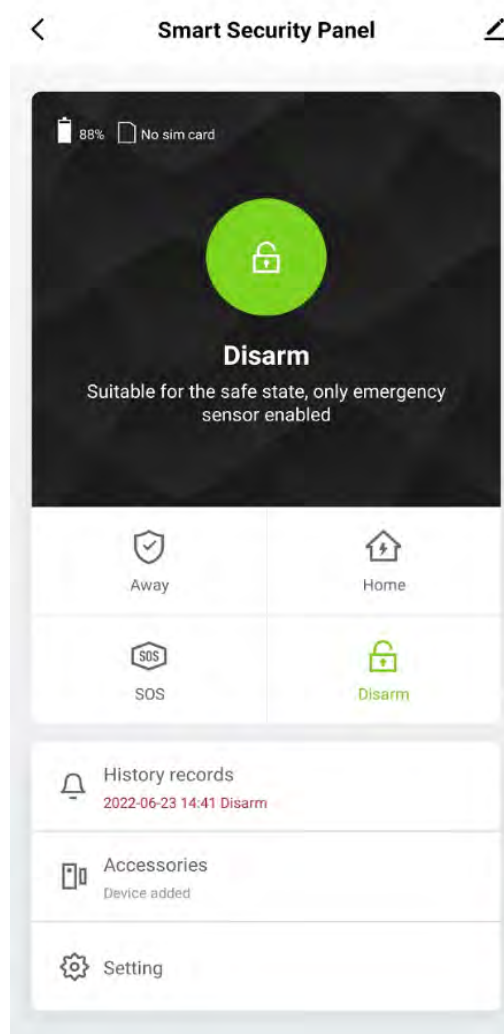 Smart Security Panel
88% No sim card
Disarm
Suitable for the safe state, only emergency
sensor enabled
Away
Home
SOS
SOS
Disarm
History records
2022-06-23 14:41 Disarm
Accessories
Device added
Setting